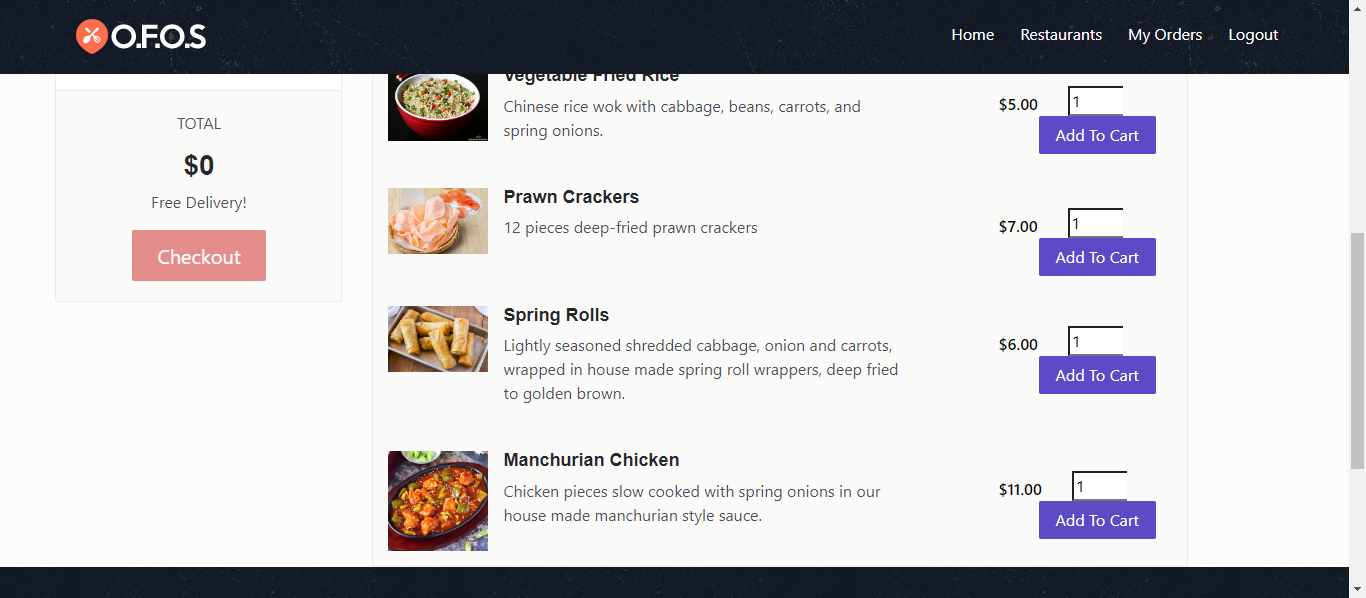 O.F.O.S
Home Restaurants My Orders Logout
TOTAL
$0
Free Delivery!
Checkout
Vegetable Fried Rice
Chinese rice wok with cabbage, beans, carrots, and
spring onions.
$5.00
1
Add To Cart
Prawn Crackers
12 pieces deep-fried prawn crackers
$7.00
1
Add To Cart
Spring Rolls
Lightly seasoned shredded cabbage, onion and carrots,
wrapped in house made spring roll wrappers, deep fried
to golden brown.
$6.00
1
Add To Cart
Manchurian Chicken
Chicken pieces slow cooked with spring onions in our
house made manchurian style sauce.
$11.00
1
Add To Cart